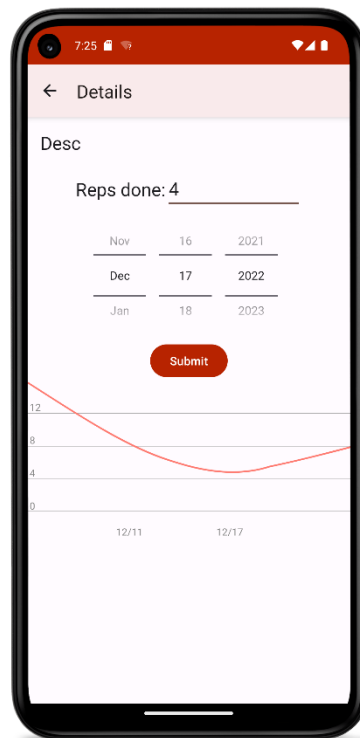 7:25
Details
Desc
Reps done: 4
Nov 16 2021
Dec 17 2022
Jan 18 2023
Submit
12
8
4
0
12/11 12/17